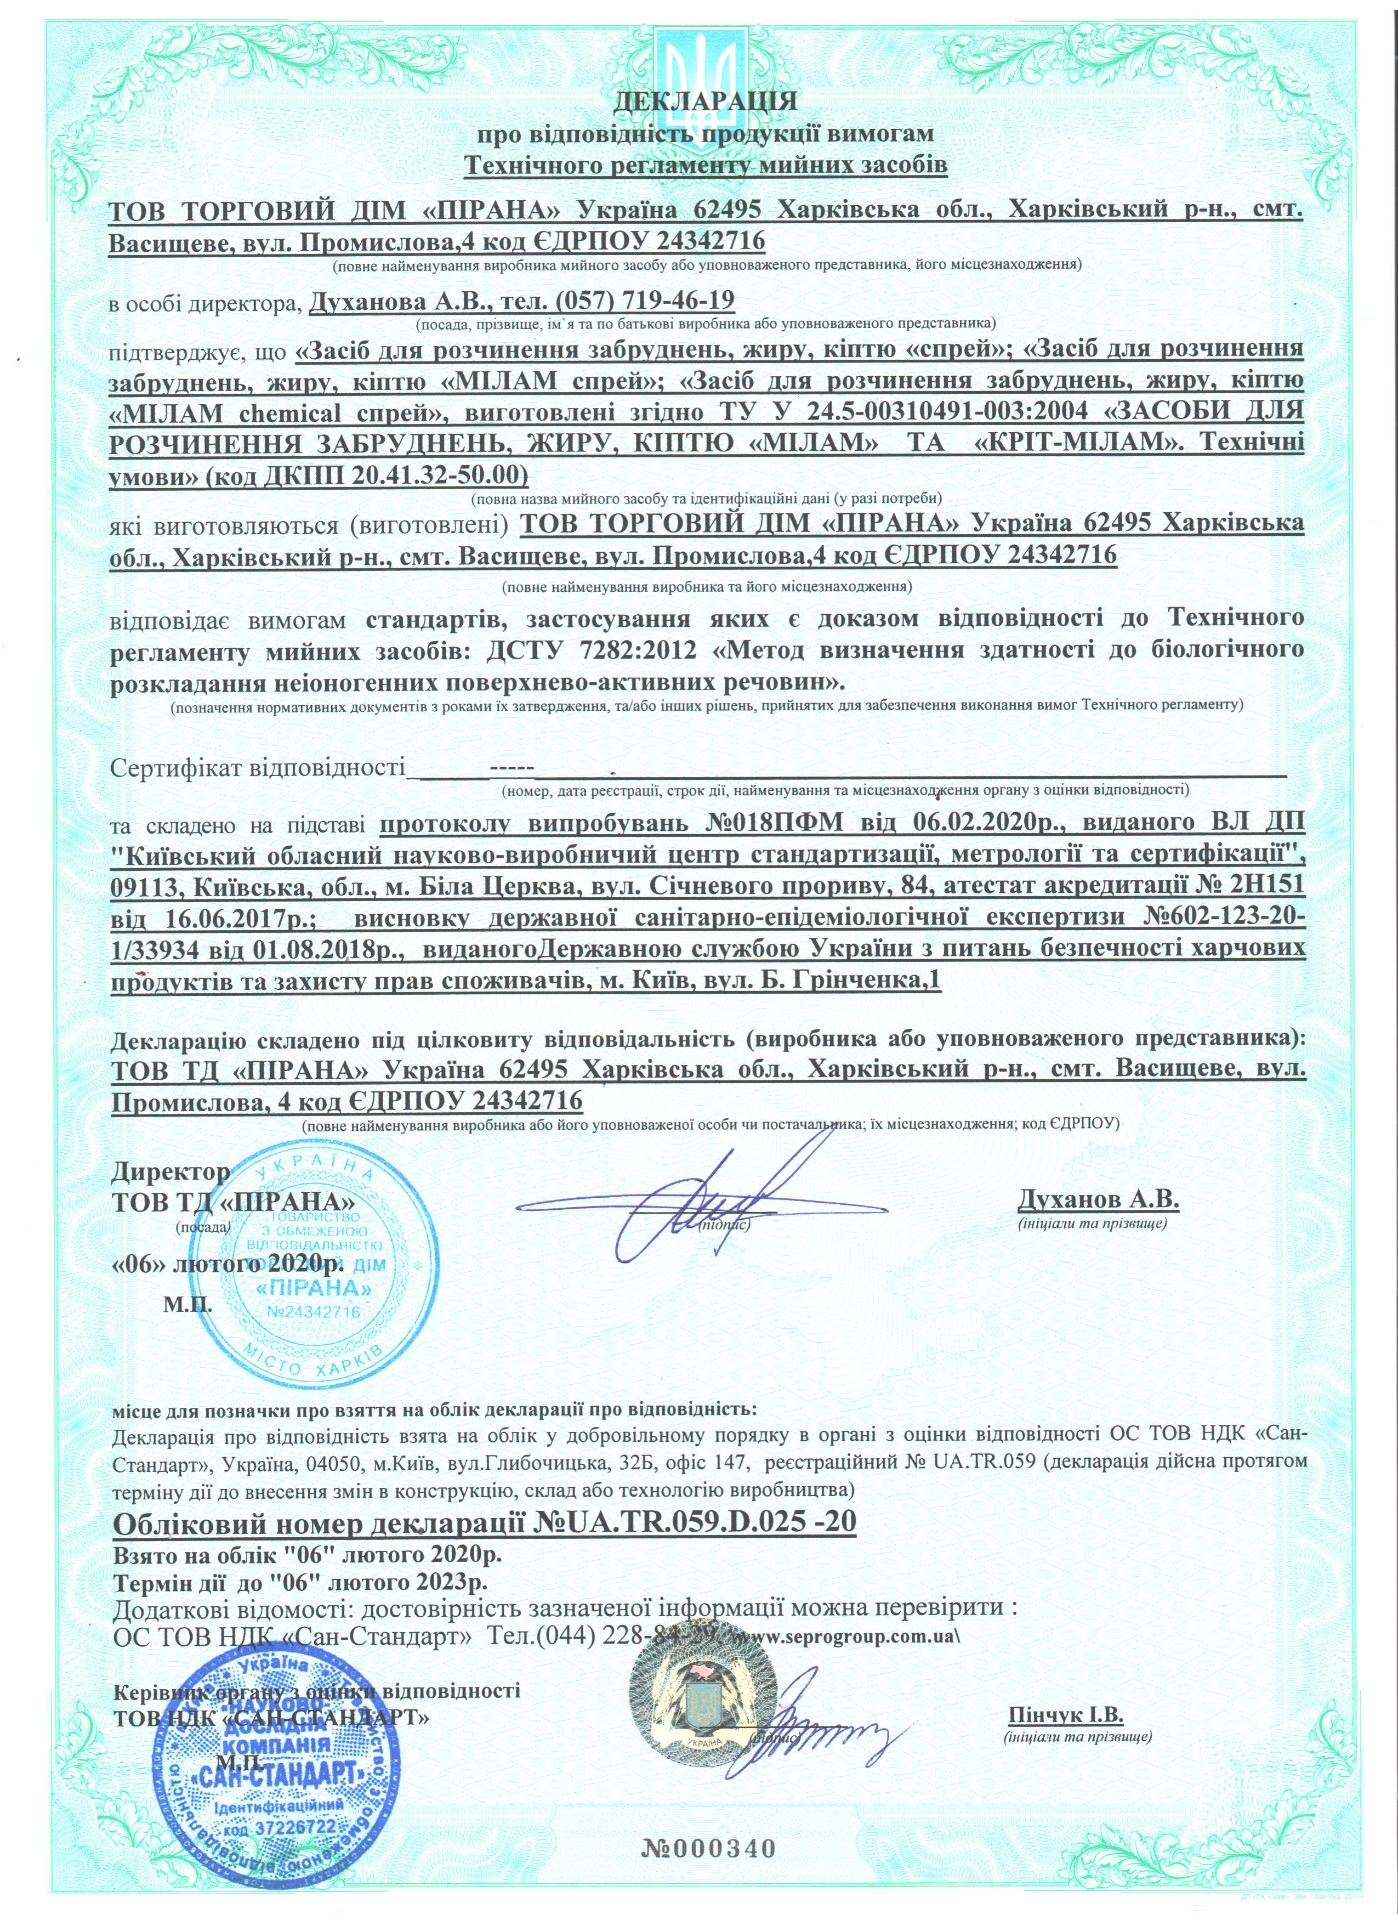 ДЕКЛАРАЦІЯ
про відповідність продукції вимогам
Технічного регламенту мийних засобів
ТОВ ТОРГОВИЙ ДІМ «ПІРАНА» Україна 62495 Харківська обл., Харківський р-н., смт.
Васищеве, вул. Промислова,4 код ЄДРПОУ 24342716
(повне найменування виробника мийного засобу або уповноваженого представника, його місцезнаходження)
в особі директора, Духанова А.В., тел. (057) 719-46-19
(посада, прізвище, ім`я та по батькові виробника або уповноваженого представника)
підтверджує, що «Засіб для розчинення забруднень, жиру, кіптю «спрей»; «Засіб для розчинення
забруднень, жиру, кіптю «МІЛАМ спрей»; «Засіб для розчинення забруднень, жиру, кіптю
«МІЛАМ chemical спрей», виготовлені згідно ТУ У 24.5-00310491-003:2004 «ЗАСОБИ ДЛЯ
РОЗЧИНЕННЯ ЗАБРУДНЕНЬ, ЖИРУ, КІПТЮ «МІЛАМ» ТА «КРІТ-МІЛАМ». Технічні
умови» (код ДКПП 20.41.32-50.00)
(повна назва мийного засобу та ідентифікаційні дані (у разі потреби)
які виготовляються (виготовлені) ТОВ ТОРГОВИЙ ДІМ «ПІРАНА» Україна 62495 Харківська
обл., Харківський р-н., смт. Васищеве, вул. Промислова,4 код ЄДРПОУ 24342716
(повне найменування виробника та його місцезнаходження)
відповідає вимогам стандартів, застосування яких є доказом відповідності до Технічного
регламенту мийних засобів: ДСТУ 7282:2012 «Метод визначення здатності до біологічного
розкладання неіоногенних поверхнево-активних речовин».
(позначення нормативних документів з роками їх затвердження, та/або інших рішень, прийнятих для забезпечення виконання вимог Технічного регламенту)
Сертифікат відповідності______-----______
(номер, дата реєстрації, строк дії, найменування та місцезнаходження органу з оцінки відповідності)
та складено на підставі протоколу випробувань №018ПФМ від 06.02.2020р., виданого ВЛ ДП
"Київський обласний науково-виробничий центр стандартизації, метрології та сертифікації",
09113, Київська, обл., м. Біла Церква, вул. Січневого прориву, 84, атестат акредитації № 2Н151
від 16.06.2017р.; висновку державної санітарно-епідеміологічної експертизи №602-123-20-
1/33934 від 01.08.2018р., виданогоДержавною службою України з питань безпечності харчових
продуктів та захисту прав споживачів, м. Київ, вул. Б. Грінченка,1
Декларацію складено під цілковиту відповідальність (виробника або уповноваженого представника):
ТОВ ТД «ПІРАНА» Україна 62495 Харківська обл., Харківський р-н., смт. Васищеве, вул.
Промислова, 4 код ЄДРПОУ 24342716
(повне найменування виробника або його уповноваженої особи чи постачальника; їх місцезнаходження; код ЄДРПОУ)
Директор
ТОВ ТД «ПІРАНА»
(посада)
(підпис)
Духанов А.В.
(ініціали та прізвище)
«06» лютого 2020р.
М.П.
УКРАЇНА
ТОВАРИСТВО
З ОБМЕЖЕНОЮ
ВІДПОВІДАЛЬНІСТЮ
ТОРГОВИЙ ДІМ
«ПІРАНА»
№24342716
МІСТО ХАРКІВ
місце для позначки про взяття на облік декларації про відповідність:
Декларація про відповідність взята на облік у добровільному порядку в органі з оцінки відповідності ОС ТОВ НДК «Сан-
Стандарт», Україна, 04050, м.Київ, вул.Глибочицька, 32Б, офіс 147, реєстраційний № UA.TR.059 (декларація дійсна протягом
терміну дії до внесення змін в конструкцію, склад або технологію виробництва)
Обліковий номер декларації №UA.TR.059.D.025 -20
Взято на облік "06" лютого 2020р.
Термін дії до "06" лютого 2023р.
Додаткові відомості: достовірність зазначеної інформації можна перевірити :
ОС ТОВ НДК «Сан-Стандарт» Тел.(044) www.seprogroup.com.ua\
Керівник органу з оцінки відповідності
ТОВ НДК «САН-СТАНДАРТ»
М.П.
(підпис)
Пінчук І.В.
(ініціали та прізвище)
УКРАЇНА
Україна * Товариство з обмеженою відповідальністю *
НАУКОВО-
ДОСЛІДНА
КОМПАНІЯ
«САН-СТАНДАРТ»
Ідентифікаційний
код 37226722
№000340